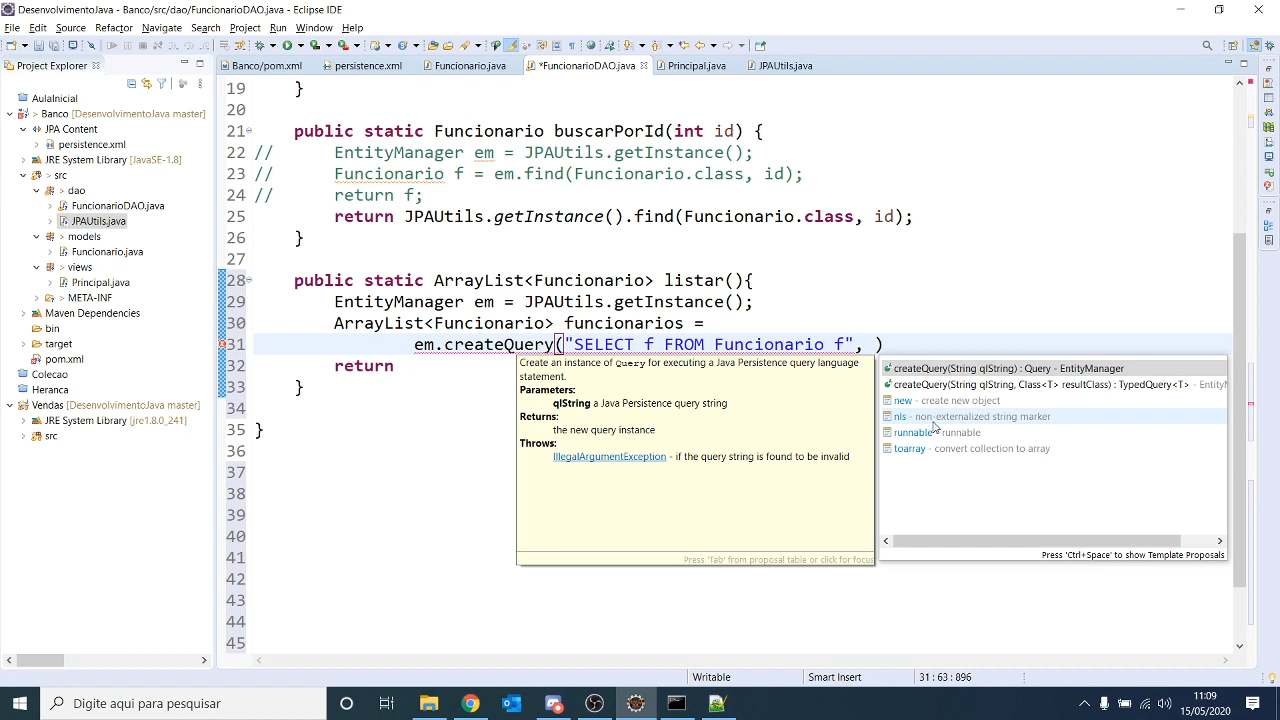 DesenvolvimentoJava - Banco/src/dao/FuncionarioDAO.java - Eclipse IDE
File Edit Source Refactor Navigate Search Project Run Window Help
Project Explorer
Banco/pom.xml persistence.xml Funcionario.java *FuncionarioDAO.java Principal.java JPAUtils.java
AulaInicial
> Banco [DesenvolvimentoJava master]
JPA Content
persistence.xml
JRE System Library [JavaSE-1.8]
> src
> dao
> FuncionarioDAO.java
> JPAUtils.java
> models
> Funcionario.java
> views
> Principal.java
> META-INF
Maven Dependencies
bin
> target
pom.xml
Colecao
Heranca
> Vendas [DesenvolvimentoJava master]
JRE System Library [jre1.8.0_241]
> src
19 }
20
21 public static Funcionario buscarPorId(int id) {
22 // EntityManager em = JPAUtils.getInstance();
23 // Funcionario f = em.find(Funcionario.class, id);
24 // return f;
25 return JPAUtils.getInstance().find(Funcionario.class, id);
26 }
27
28 public static ArrayList<Funcionario> listar(){
29 EntityManager em = JPAUtils.getInstance();
30 ArrayList<Funcionario> funcionarios =
31 em.createQuery("SELECT f FROM Funcionario f", )
32 return
33 }
34
35 }
36
37
38
39
40
41
42
43
44
45
Create an instance of Query for executing a Java Persistence query language
statement.
Parameters:
qlString a Java Persistence query string
Returns:
the new query instance
Throws:
IllegalArgumentException - if the query string is found to be invalid
Press 'Tab' from proposal table or click for focus
createQuery(String qlString) : Query - EntityManager
createQuery(String qlString, Class<T> resultClass) : TypedQuery<T> - Entity
new - create new object
nls - non-externalized string marker
runnable - runnable
toarray - convert collection to array
Press 'Ctrl+Space' to show Template Proposals
Writable Smart Insert 31 : 63 : 896
Digite aqui para pesquisar
11:09
15/05/2020